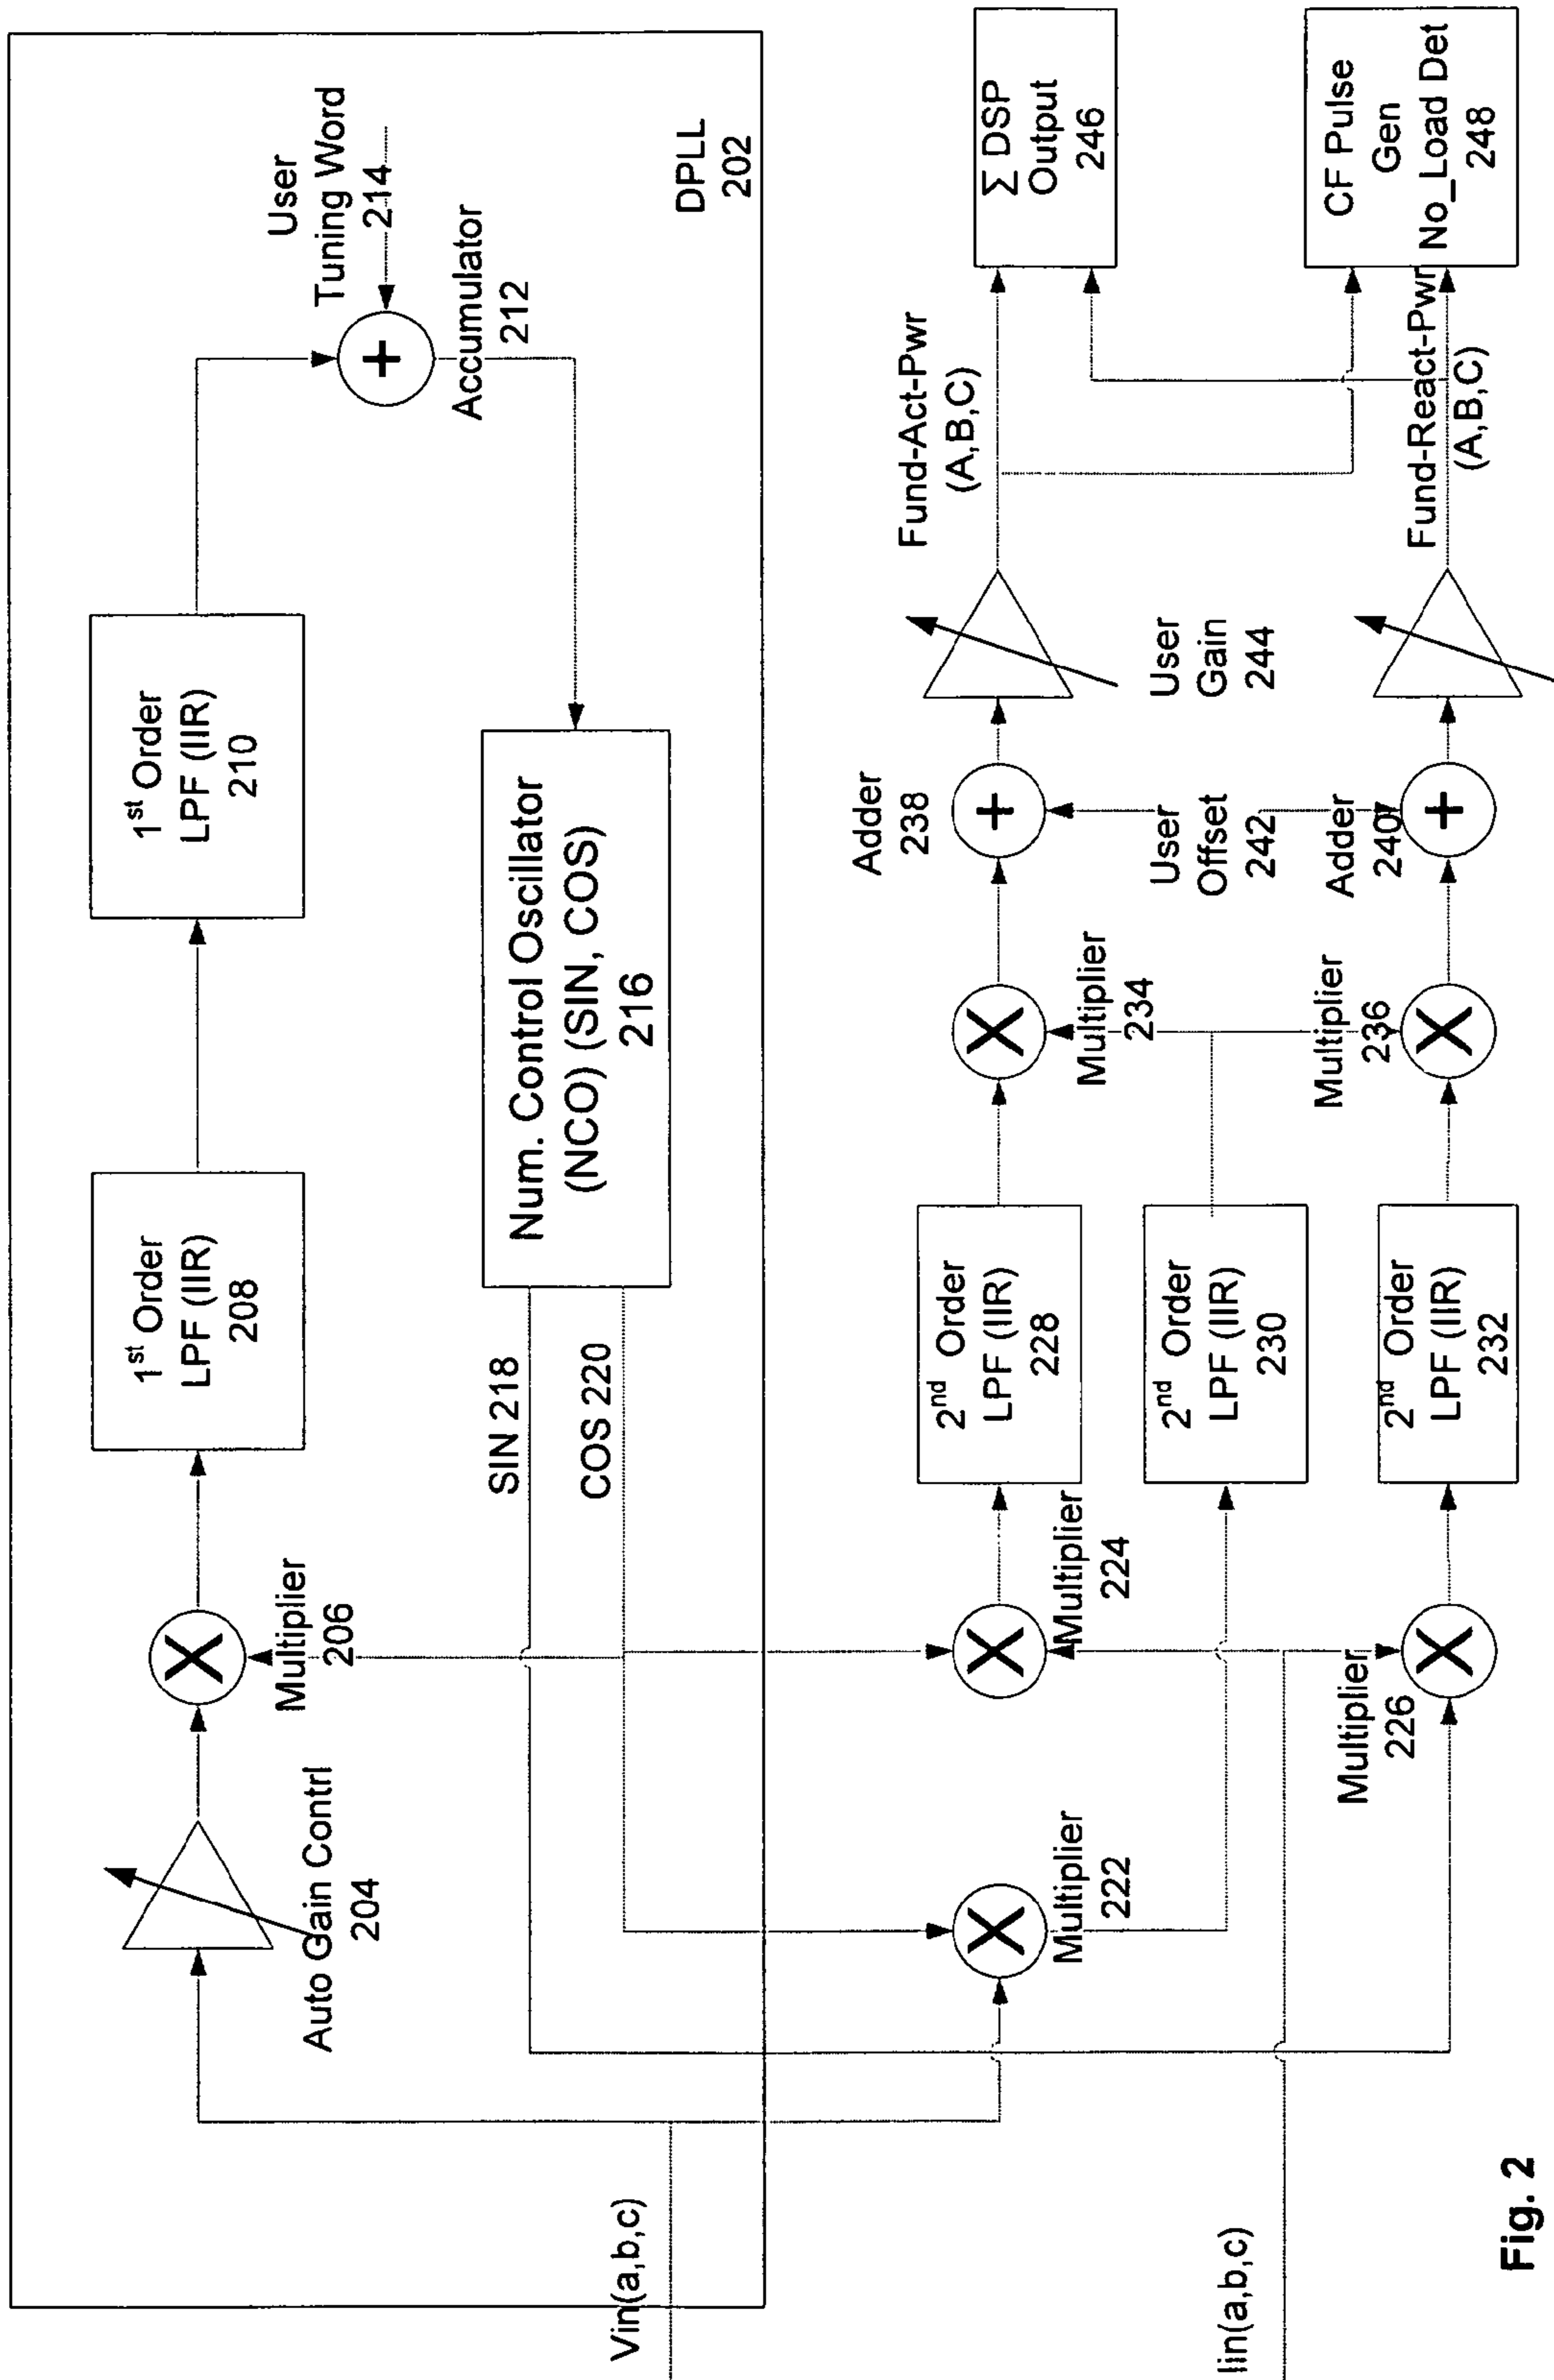 User
Tuning Word
214
Accumulator
212
DPLL
202
1st Order
LPF (IIR)
210
1st Order
LPF (IIR)
208
+
Num. Control Oscillator
(NCO) (SIN, COS)
216
X
Multiplier
206
SIN 218
COS 220
Auto Gain Contrl
204
Vin(a,b,c)
Iin(a,b,c)
X
Multiplier
222
X
Multiplier
224
X
Multiplier
226
2nd Order
LPF (IIR)
228
2nd Order
LPF (IIR)
230
2nd Order
LPF (IIR)
232
X
Multiplier
234
X
Multiplier
236
Adder
238
+
User
Offset
242
Adder
240
+
User
Gain
244
Fund-Act-Pwr
(A,B,C)
Fund-React-Pwr
(A,B,C)
Σ DSP
Output
246
CF Pulse
Gen
No_Load Det
248
Fig. 2